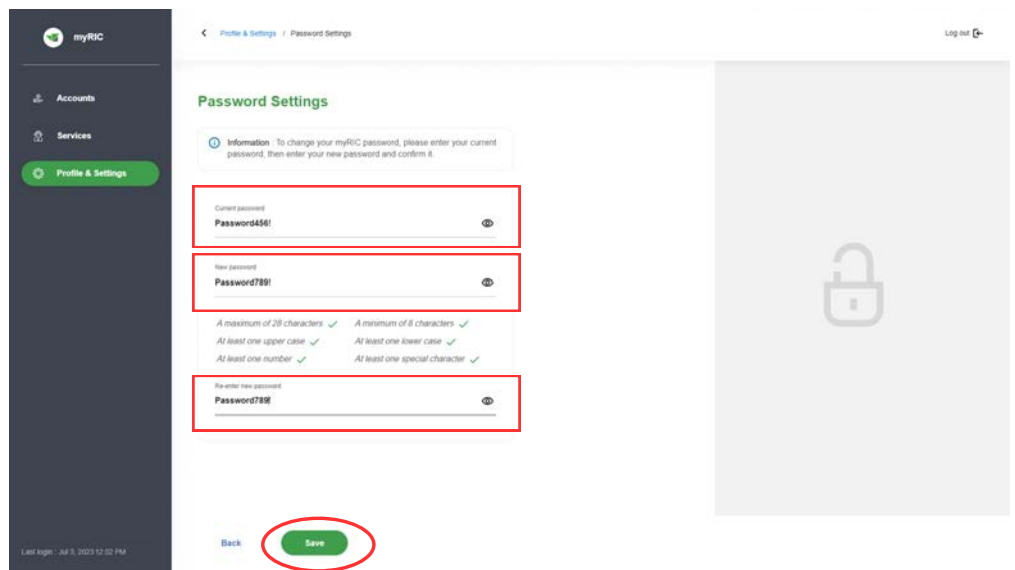 myRIC
Profile & Settings / Password Settings
Log out
Accounts
Services
Profile & Settings
Password Settings
Information : To change your myRIC password, please enter your current
password, then enter your new password and confirm it.
Current password
Password456!
New password
Password789!
A maximum of 28 characters
A minimum of 8 characters
At least one upper case
At least one lower case
At least one number
At least one special character
Re-enter new password
Password789!
Back
Save
Last login : Jul 3, 2023 12:02 PM